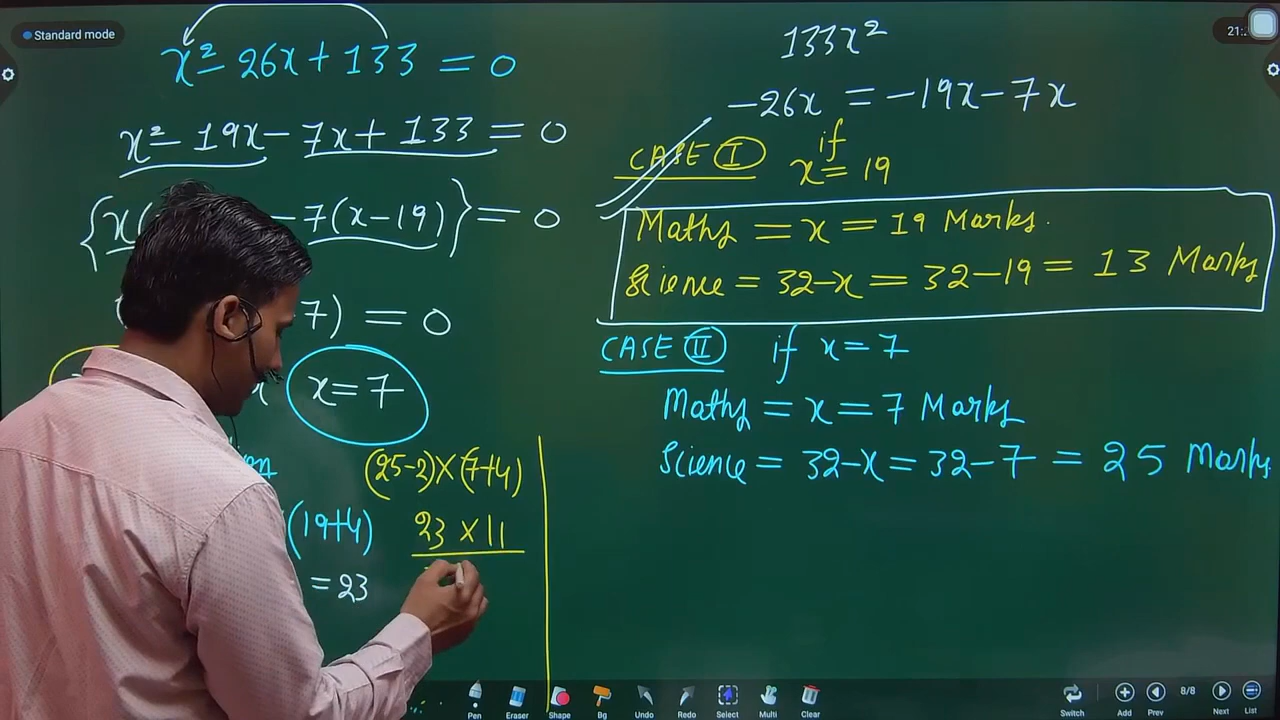 Standard mode
21:
x² - 26x + 133 = 0
x² - 19x - 7x + 133 = 0
{x( - 7(x-19)} = 0
7) = 0
x = 7
(25-2) X (7+4)
(19+4)
23 X 11
= 23
133x²
-26x = -19x - 7x
CASE I if x = 19
Maths = x = 19 Marks.
Science = 32-x = 32-19 = 13 Marks
CASE II if x = 7
Maths = x = 7 Marks
Science = 32-x = 32-7 = 25 Marks
Pen Eraser Shape Bg Undo Redo Select Multi Clear Switch Add Prev 8/8 Next List